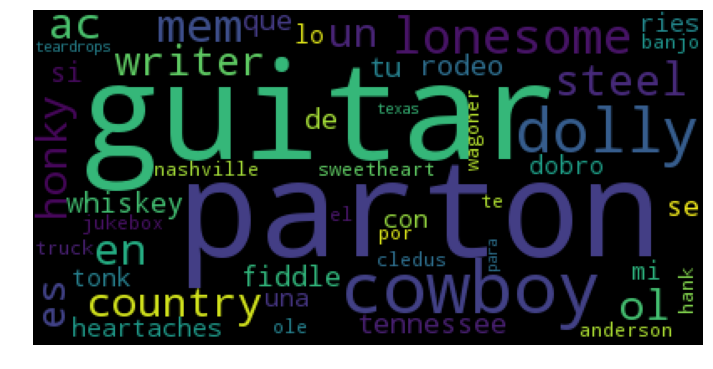 ac
mem
que
lo
un
lonesome
ries
banjo
teardrops
si
writer
tu
rodeo
steel
guitar
texas
de
wagoner
dolly
honky
nashville
sweetheart
dobro
whiskey
jukebox
parton
el
con
te
se
truck
en
por
cledus
para
mi
hank
tonk
fiddle
cowboy
es
country
una
ol
heartaches
ole
tennessee
anderson